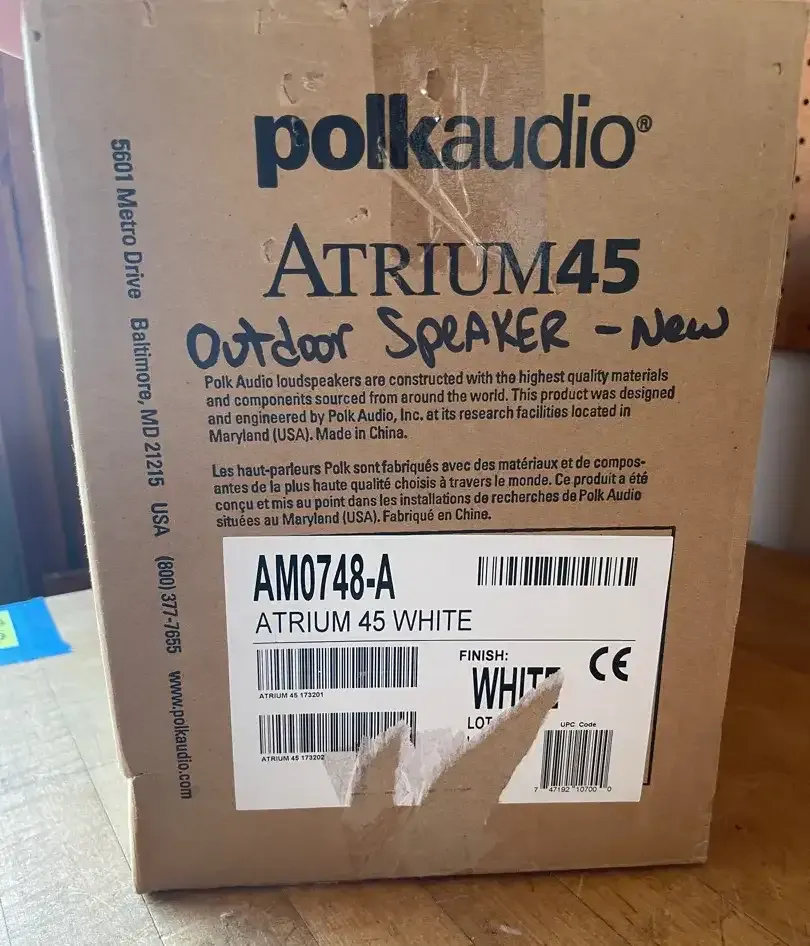 polkaudio®
ATRIUM45
Outdoor SPEAKER - New
Polk Audio loudspeakers are constructed with the highest quality materials
and components sourced from around the world. This product was designed
and engineered by Polk Audio, Inc. at its research facilities located in
Maryland (USA). Made in China.
Les haut-parleurs Polk sont fabriqués avec des matériaux et de compos-
antes de la plus haute qualité choisis à travers le monde. Ce produit a été
conçu et mis au point dans les installations de recherches de Polk Audio
situées au Maryland (USA). Fabriqué en Chine.
5601 Metro Drive Baltimore, MD 21215 USA (800) 377-7655 www.polkaudio.com
AM0748-A
ATRIUM 45 WHITE
ATRIUM 45 173201
ATRIUM 45 173202
FINISH:
WHITE
CE
LOT
UPC Code
7 47192 10700 0